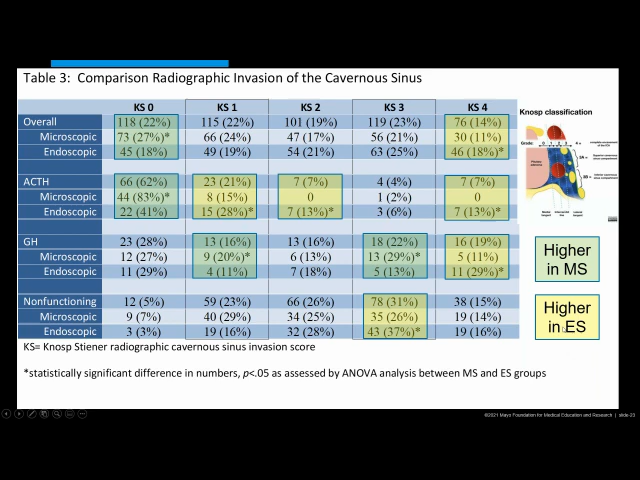 Table 3: Comparison Radiographic Invasion of the Cavernous Sinus
KS 0 KS 1 KS 2 KS 3 KS 4
Overall 118 (22%) 115 (22%) 101 (19%) 119 (23%) 76 (14%)
Microscopic 73 (27%)* 66 (24%) 47 (17%) 56 (21%) 30 (11%)
Endoscopic 45 (18%) 49 (19%) 54 (21%) 63 (25%) 46 (18%)*
ACTH 66 (62%) 23 (21%) 7 (7%) 4 (4%) 7 (7%)
Microscopic 44 (83%)* 8 (15%) 0 1 (2%) 0
Endoscopic 22 (41%) 15 (28%)* 7 (13%)* 3 (6%) 7 (13%)*
GH 23 (28%) 13 (16%) 13 (16%) 18 (22%) 16 (19%)
Microscopic 12 (27%) 9 (20%)* 6 (13%) 13 (29%)* 5 (11%)
Endoscopic 11 (29%) 4 (11%) 7 (18%) 5 (13%) 11 (29%)*
Nonfunctioning 12 (5%) 59 (23%) 66 (26%) 78 (31%) 38 (15%)
Microscopic 9 (7%) 40 (29%) 34 (25%) 35 (26%) 19 (14%)
Endoscopic 3 (3%) 19 (16%) 32 (28%) 43 (37%)* 19 (16%)
KS= Knosp Stiener radiographic cavernous sinus invasion score
*statistically significant difference in numbers, p<.05 as assessed by ANOVA analysis between MS and ES groups
Knosp classification
Grade: 0 1 2 3 4
3A
3B
Higher
in MS
Higher
in ES
©2021 Mayo Foundation for Medical Education and Research | slide-23